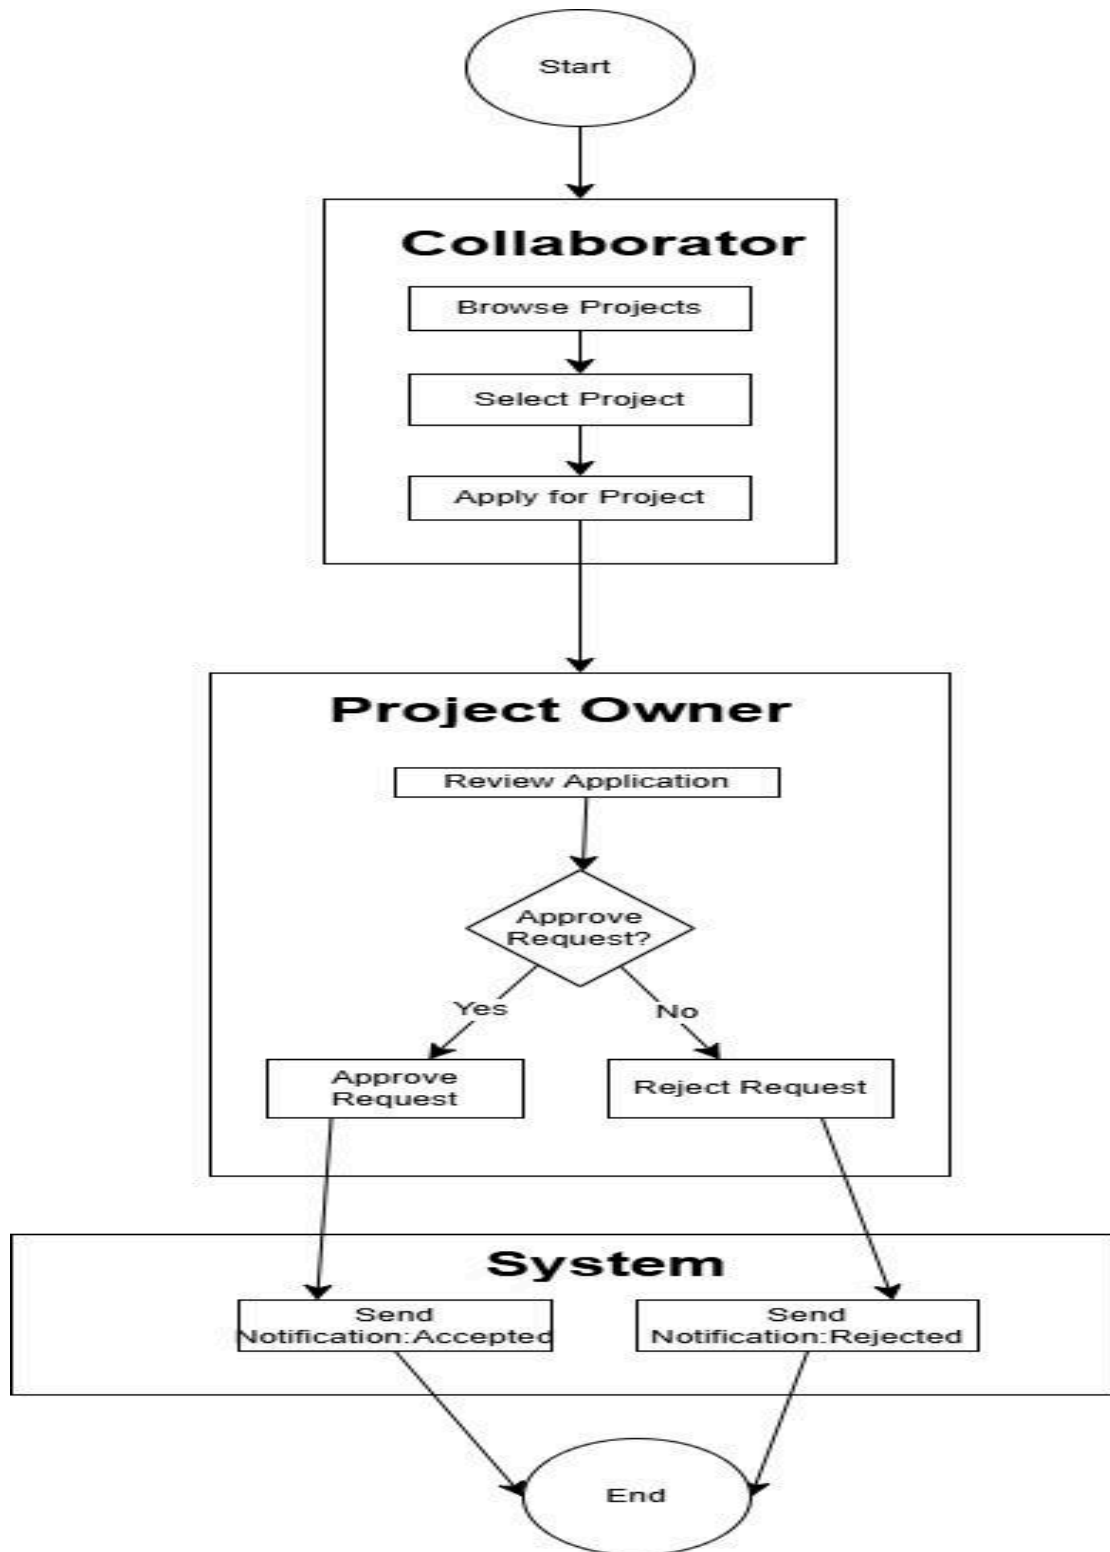 Start
Collaborator
Browse Projects
Select Project
Apply for Project
Project Owner
Review Application
Approve
Request?
Yes
No
Approve
Request
Reject Request
System
Send
Notification:Accepted
Send
Notification:Rejected
End